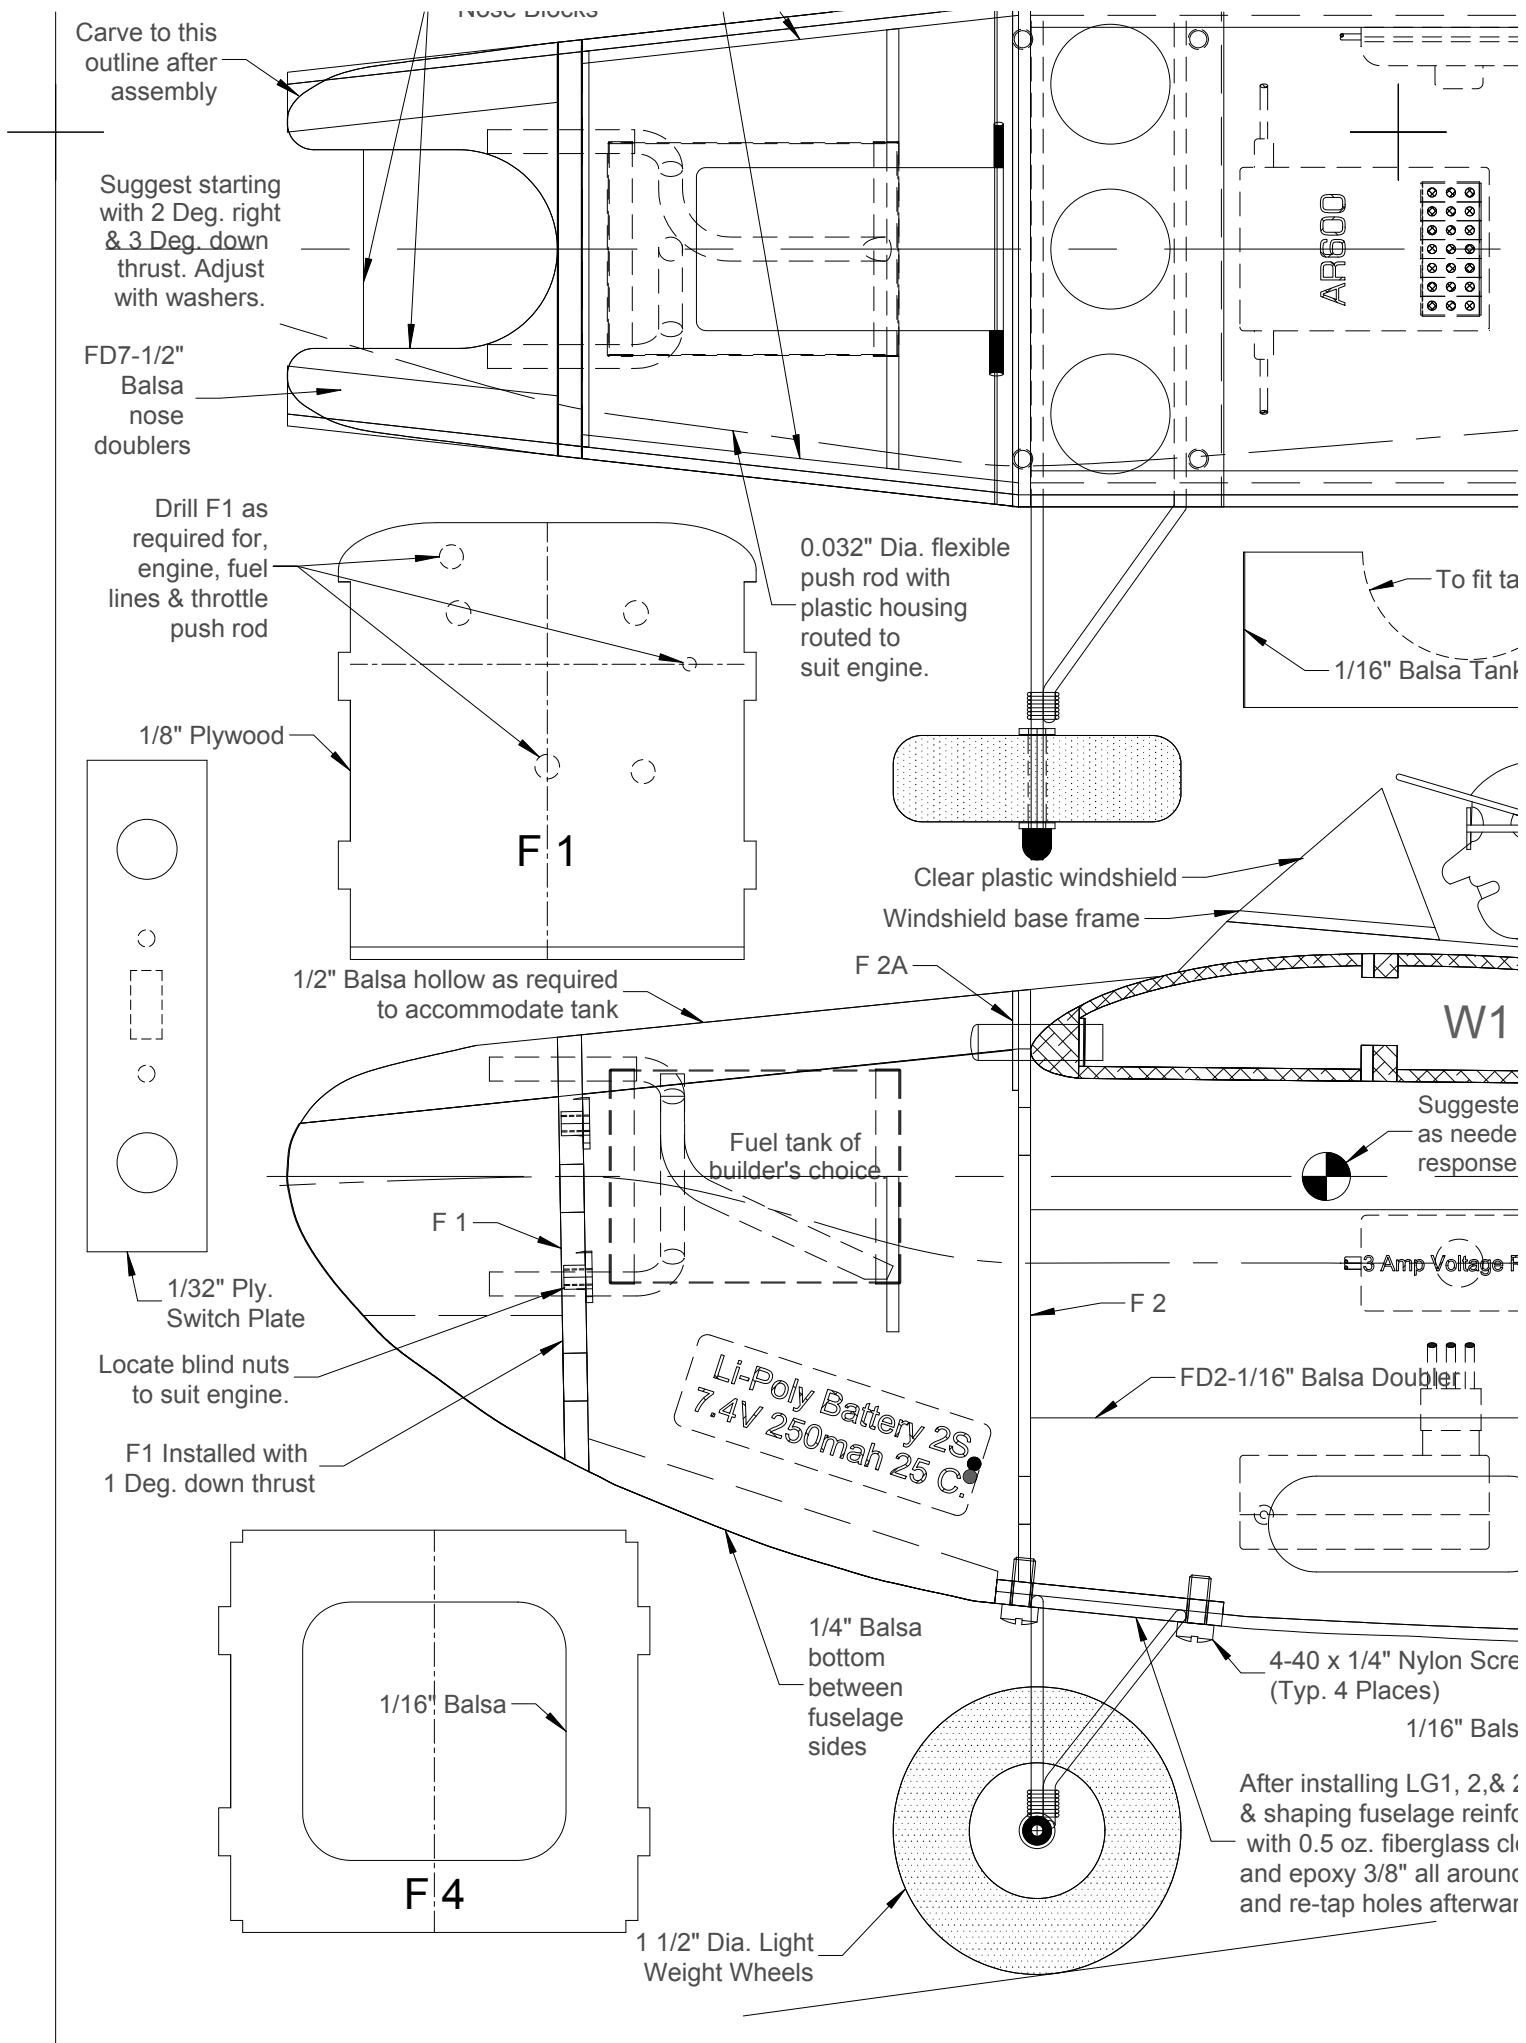 Nose Blocks
Carve to this
outline after
assembly
Suggest starting
with 2 Deg. right
& 3 Deg. down
thrust. Adjust
with washers.
AR600
FD7-1/2"
Balsa
nose
doublers
Drill F1 as
required for,
engine, fuel
lines & throttle
push rod
0.032" Dia. flexible
push rod with
plastic housing
routed to
suit engine.
To fit ta
1/16" Balsa Tank
1/8" Plywood
F 1
Clear plastic windshield
Windshield base frame
F 2A
1/2" Balsa hollow as required
to accommodate tank
W1
Fuel tank of
builder's choice.
Suggeste
as neede
response
F 1
3 Amp Voltage R
1/32" Ply.
Switch Plate
F 2
Locate blind nuts
to suit engine.
Li-Poly Battery 2S
7.4V 250mah 25 C.
FD2-1/16" Balsa Doubler
F1 Installed with
1 Deg. down thrust
1/4" Balsa
bottom
between
fuselage
sides
4-40 x 1/4" Nylon Scre
(Typ. 4 Places)
1/16" Balsa
1/16" Bals
After installing LG1, 2,& 2
& shaping fuselage reinfo
with 0.5 oz. fiberglass clo
and epoxy 3/8" all around
and re-tap holes afterwar
F 4
1 1/2" Dia. Light
Weight Wheels